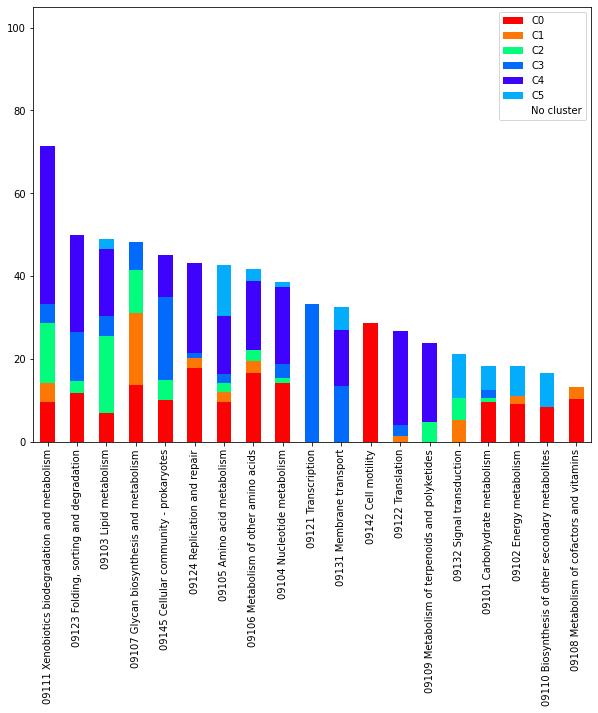 100
80
60
40
20
0
C0
C1
C2
C3
C4
C5
No cluster
09111 Xenobiotics biodegradation and metabolism
09123 Folding, sorting and degradation
09103 Lipid metabolism
09107 Glycan biosynthesis and metabolism
09145 Cellular community - prokaryotes
09124 Replication and repair
09105 Amino acid metabolism
09106 Metabolism of other amino acids
09104 Nucleotide metabolism
09121 Transcription
09131 Membrane transport
09142 Cell motility
09122 Translation
09109 Metabolism of terpenoids and polyketides
09132 Signal transduction
09101 Carbohydrate metabolism
09102 Energy metabolism
09110 Biosynthesis of other secondary metabolites
09108 Metabolism of cofactors and vitamins